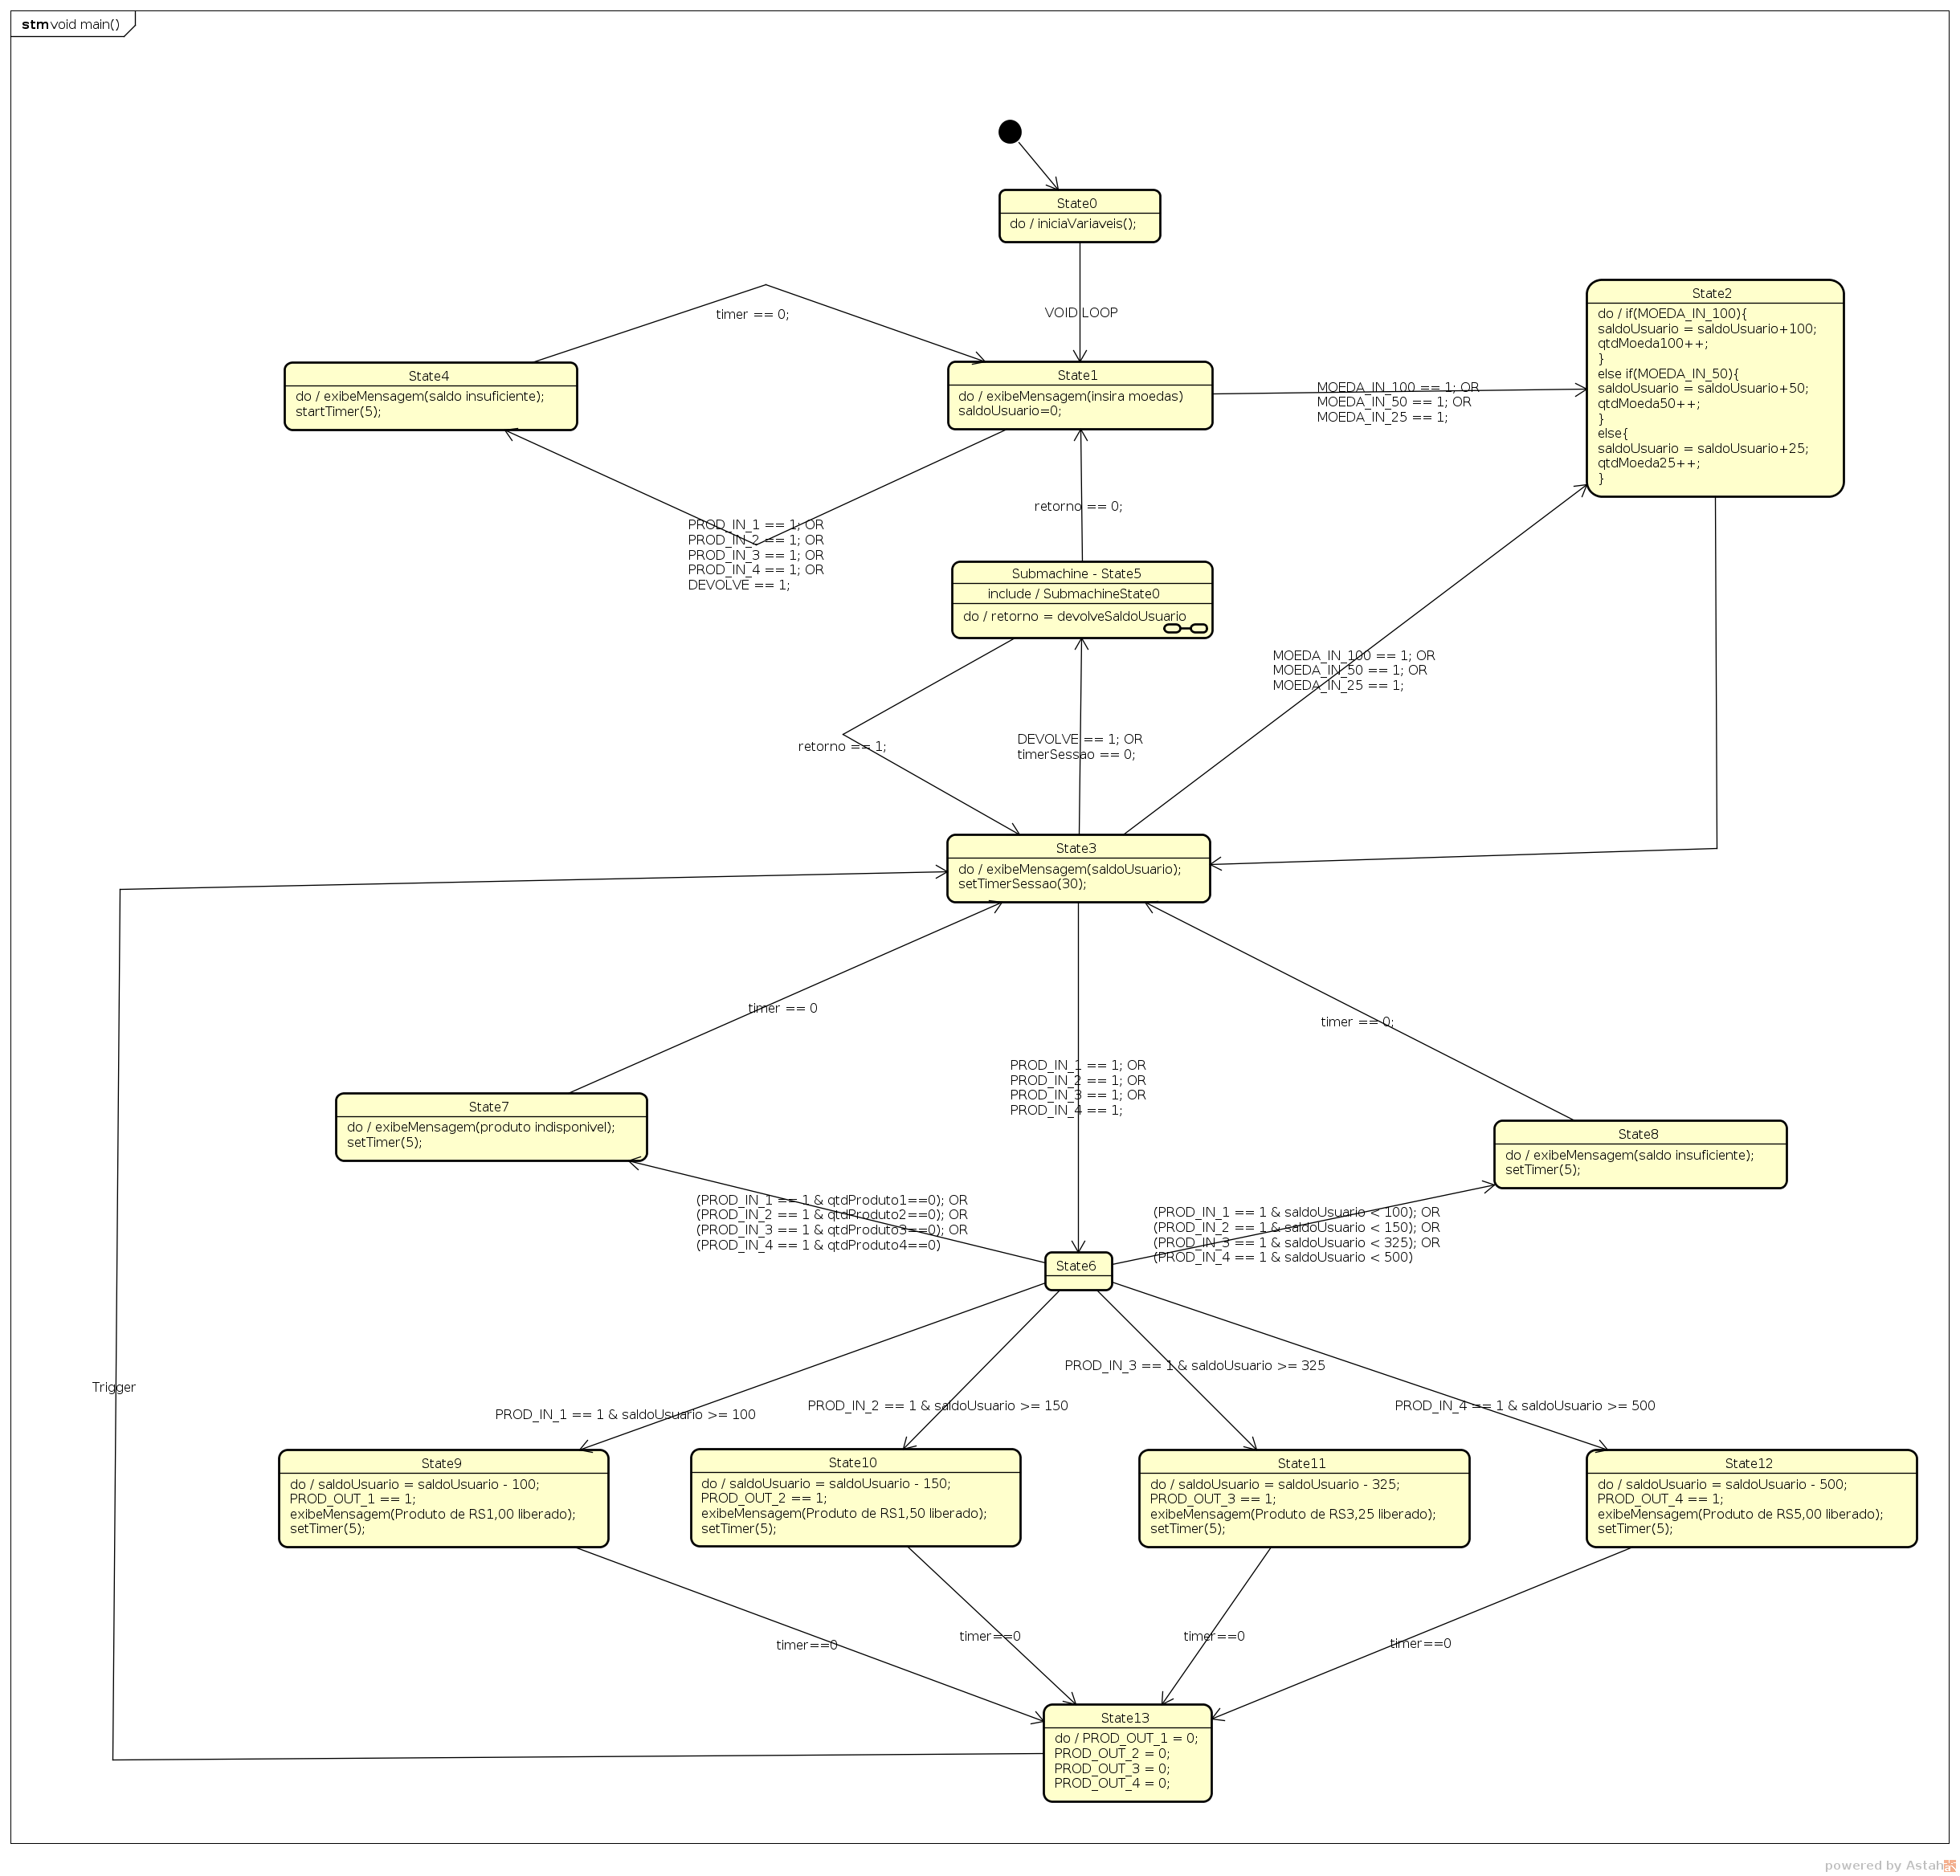 stm void main()
State0
do / iniciaVariaveis();
VOID LOOP
timer == 0;
State4
do / exibeMensagem(saldo insuficiente);
startTimer(5);
State1
do / exibeMensagem(insira moedas)
saldoUsuario=0;
MOEDA_IN_100 == 1; OR
MOEDA_IN_50 == 1; OR
MOEDA_IN_25 == 1;
State2
do / if(MOEDA_IN_100){
saldoUsuario = saldoUsuario+100;
qtdMoeda100++;
}
else if(MOEDA_IN_50){
saldoUsuario = saldoUsuario+50;
qtdMoeda50++;
}
else{
saldoUsuario = saldoUsuario+25;
qtdMoeda25++;
}
PROD_IN_1 == 1; OR
PROD_IN_2 == 1; OR
PROD_IN_3 == 1; OR
PROD_IN_4 == 1; OR
DEVOLVE == 1;
retorno == 0;
Submachine - State5
include / SubmachineState0
do / retorno = devolveSaldoUsuario
retorno == 1;
DEVOLVE == 1; OR
timerSessao == 0;
MOEDA_IN_100 == 1; OR
MOEDA_IN_50 == 1; OR
MOEDA_IN_25 == 1;
State3
do / exibeMensagem(saldoUsuario);
setTimerSessao(30);
timer == 0
PROD_IN_1 == 1; OR
PROD_IN_2 == 1; OR
PROD_IN_3 == 1; OR
PROD_IN_4 == 1;
timer == 0;
State7
do / exibeMensagem(produto indisponivel);
setTimer(5);
State8
do / exibeMensagem(saldo insuficiente);
setTimer(5);
(PROD_IN_1 == 1 & qtdProduto1==0); OR
(PROD_IN_2 == 1 & qtdProduto2==0); OR
(PROD_IN_3 == 1 & qtdProduto3==0); OR
(PROD_IN_4 == 1 & qtdProduto4==0)
(PROD_IN_1 == 1 & saldoUsuario < 100); OR
(PROD_IN_2 == 1 & saldoUsuario < 150); OR
(PROD_IN_3 == 1 & saldoUsuario < 325); OR
(PROD_IN_4 == 1 & saldoUsuario < 500)
State6
Trigger
PROD_IN_1 == 1 & saldoUsuario >= 100
PROD_IN_2 == 1 & saldoUsuario >= 150
PROD_IN_3 == 1 & saldoUsuario >= 325
PROD_IN_4 == 1 & saldoUsuario >= 500
State9
do / saldoUsuario = saldoUsuario - 100;
PROD_OUT_1 == 1;
exibeMensagem(Produto de RS1,00 liberado);
setTimer(5);
State10
do / saldoUsuario = saldoUsuario - 150;
PROD_OUT_2 == 1;
exibeMensagem(Produto de RS1,50 liberado);
setTimer(5);
State11
do / saldoUsuario = saldoUsuario - 325;
PROD_OUT_3 == 1;
exibeMensagem(Produto de RS3,25 liberado);
setTimer(5);
State12
do / saldoUsuario = saldoUsuario - 500;
PROD_OUT_4 == 1;
exibeMensagem(Produto de RS5,00 liberado);
setTimer(5);
timer==0
timer==0
timer==0
timer==0
State13
do / PROD_OUT_1 = 0;
PROD_OUT_2 = 0;
PROD_OUT_3 = 0;
PROD_OUT_4 = 0;
powered by Astah